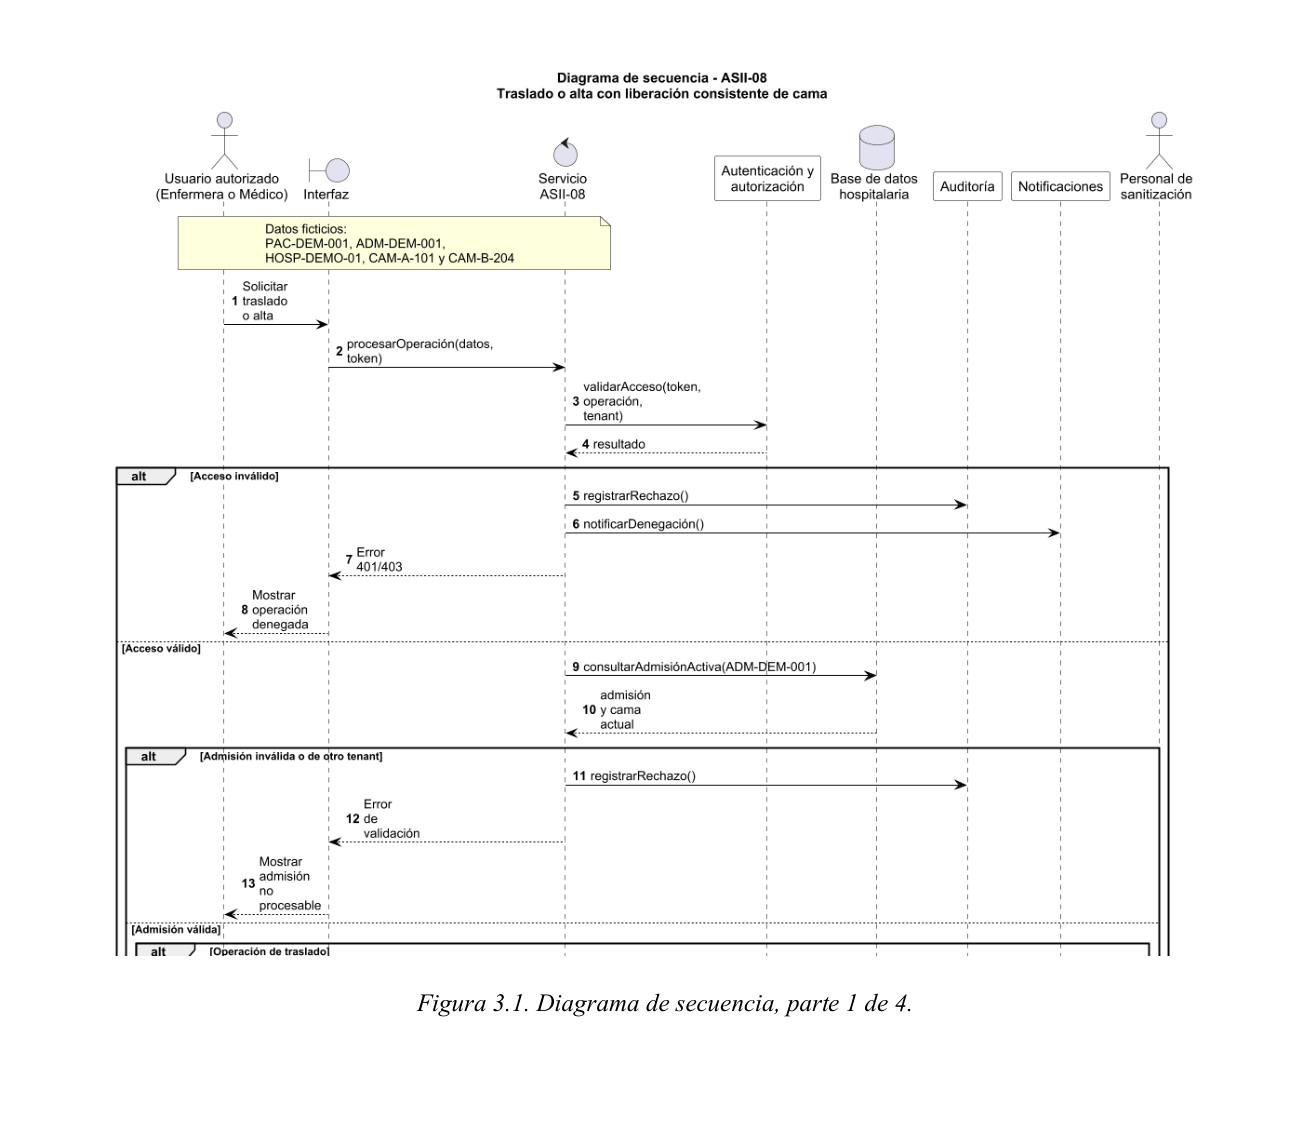 Diagrama de secuencia - ASII-08
Traslado o alta con liberación consistente de cama
Usuario autorizado
(Enfermera o Médico)
Interfaz
Servicio
ASII-08
Autenticación y
autorización
Base de datos
hospitalaria
Auditoría
Notificaciones
Personal de
sanitización
Datos ficticios:
PAC-DEM-001, ADM-DEM-001,
HOSP-DEMO-01, CAM-A-101 y CAM-B-204
1 Solicitar
traslado
o alta
2 procesarOperación(datos,
token)
3 validarAcceso(token,
operación,
tenant)
4 resultado
alt [Acceso inválido]
5 registrarRechazo()
6 notificarDenegación()
7 Error
401/403
8 Mostrar
operación
denegada
[Acceso válido]
9 consultarAdmisiónActiva(ADM-DEM-001)
10 admisión
y cama
actual
alt [Admisión inválida o de otro tenant]
11 registrarRechazo()
12 Error
de
validación
13 Mostrar
admisión
no
procesable
[Admisión válida]
alt [Operación de traslado]
Figura 3.1. Diagrama de secuencia, parte 1 de 4.